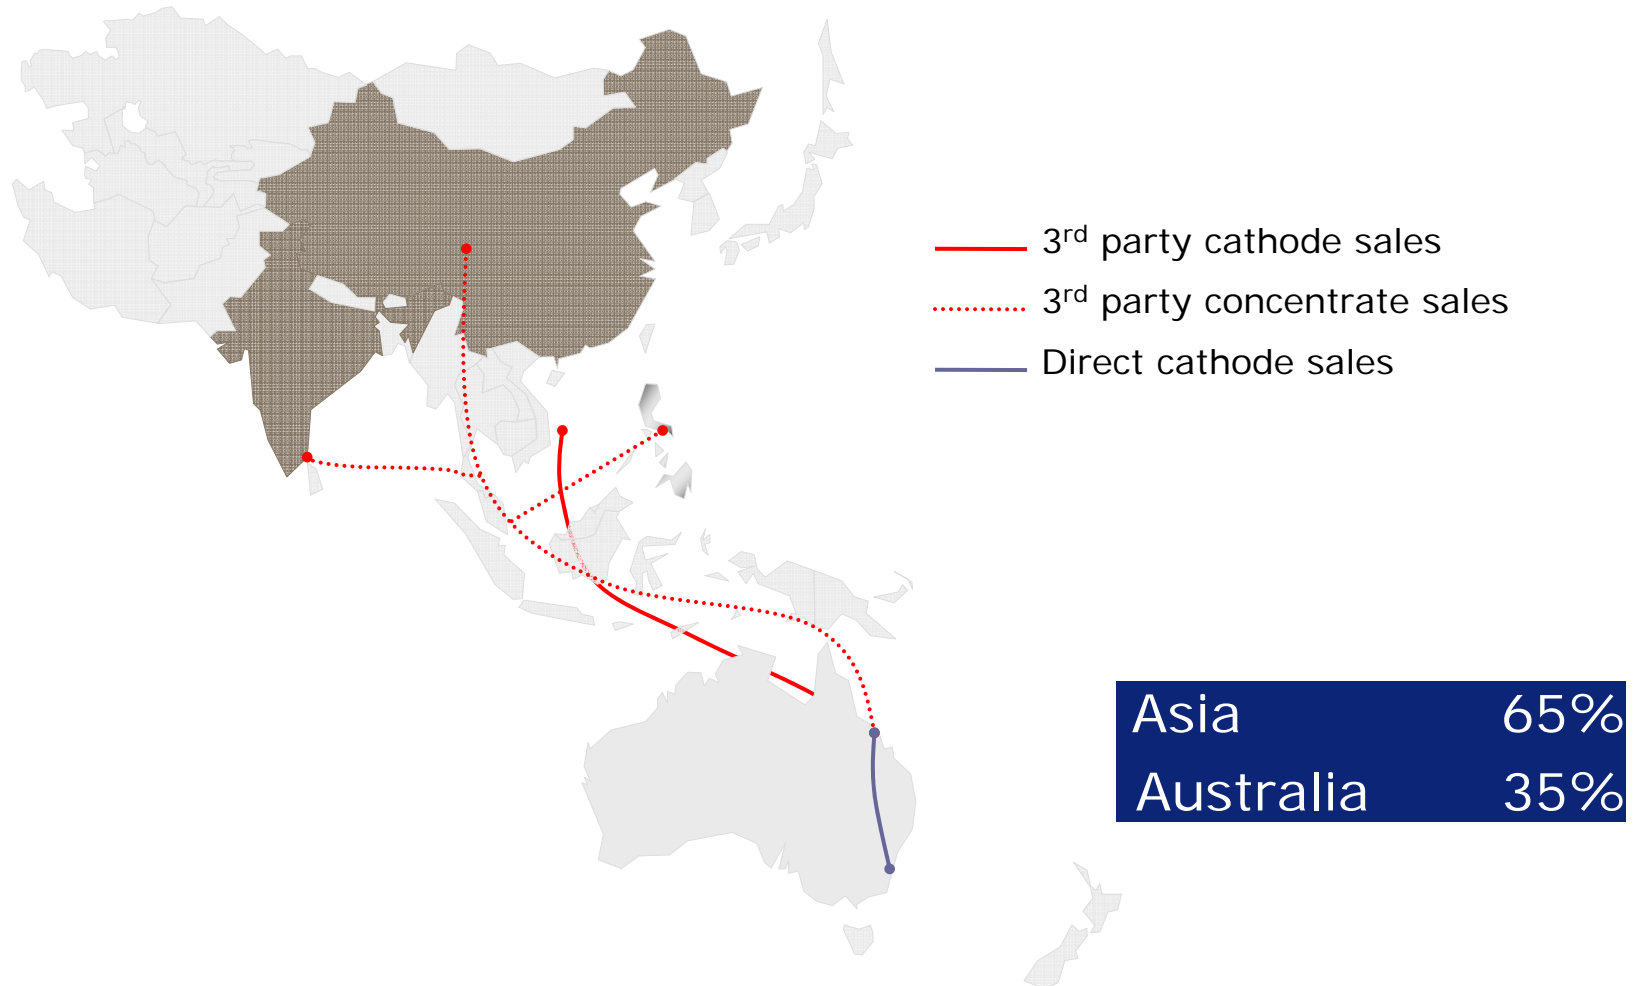 3rd party cathode sales
3rd party concentrate sales
Direct cathode sales
Asia 65%
Australia 35%